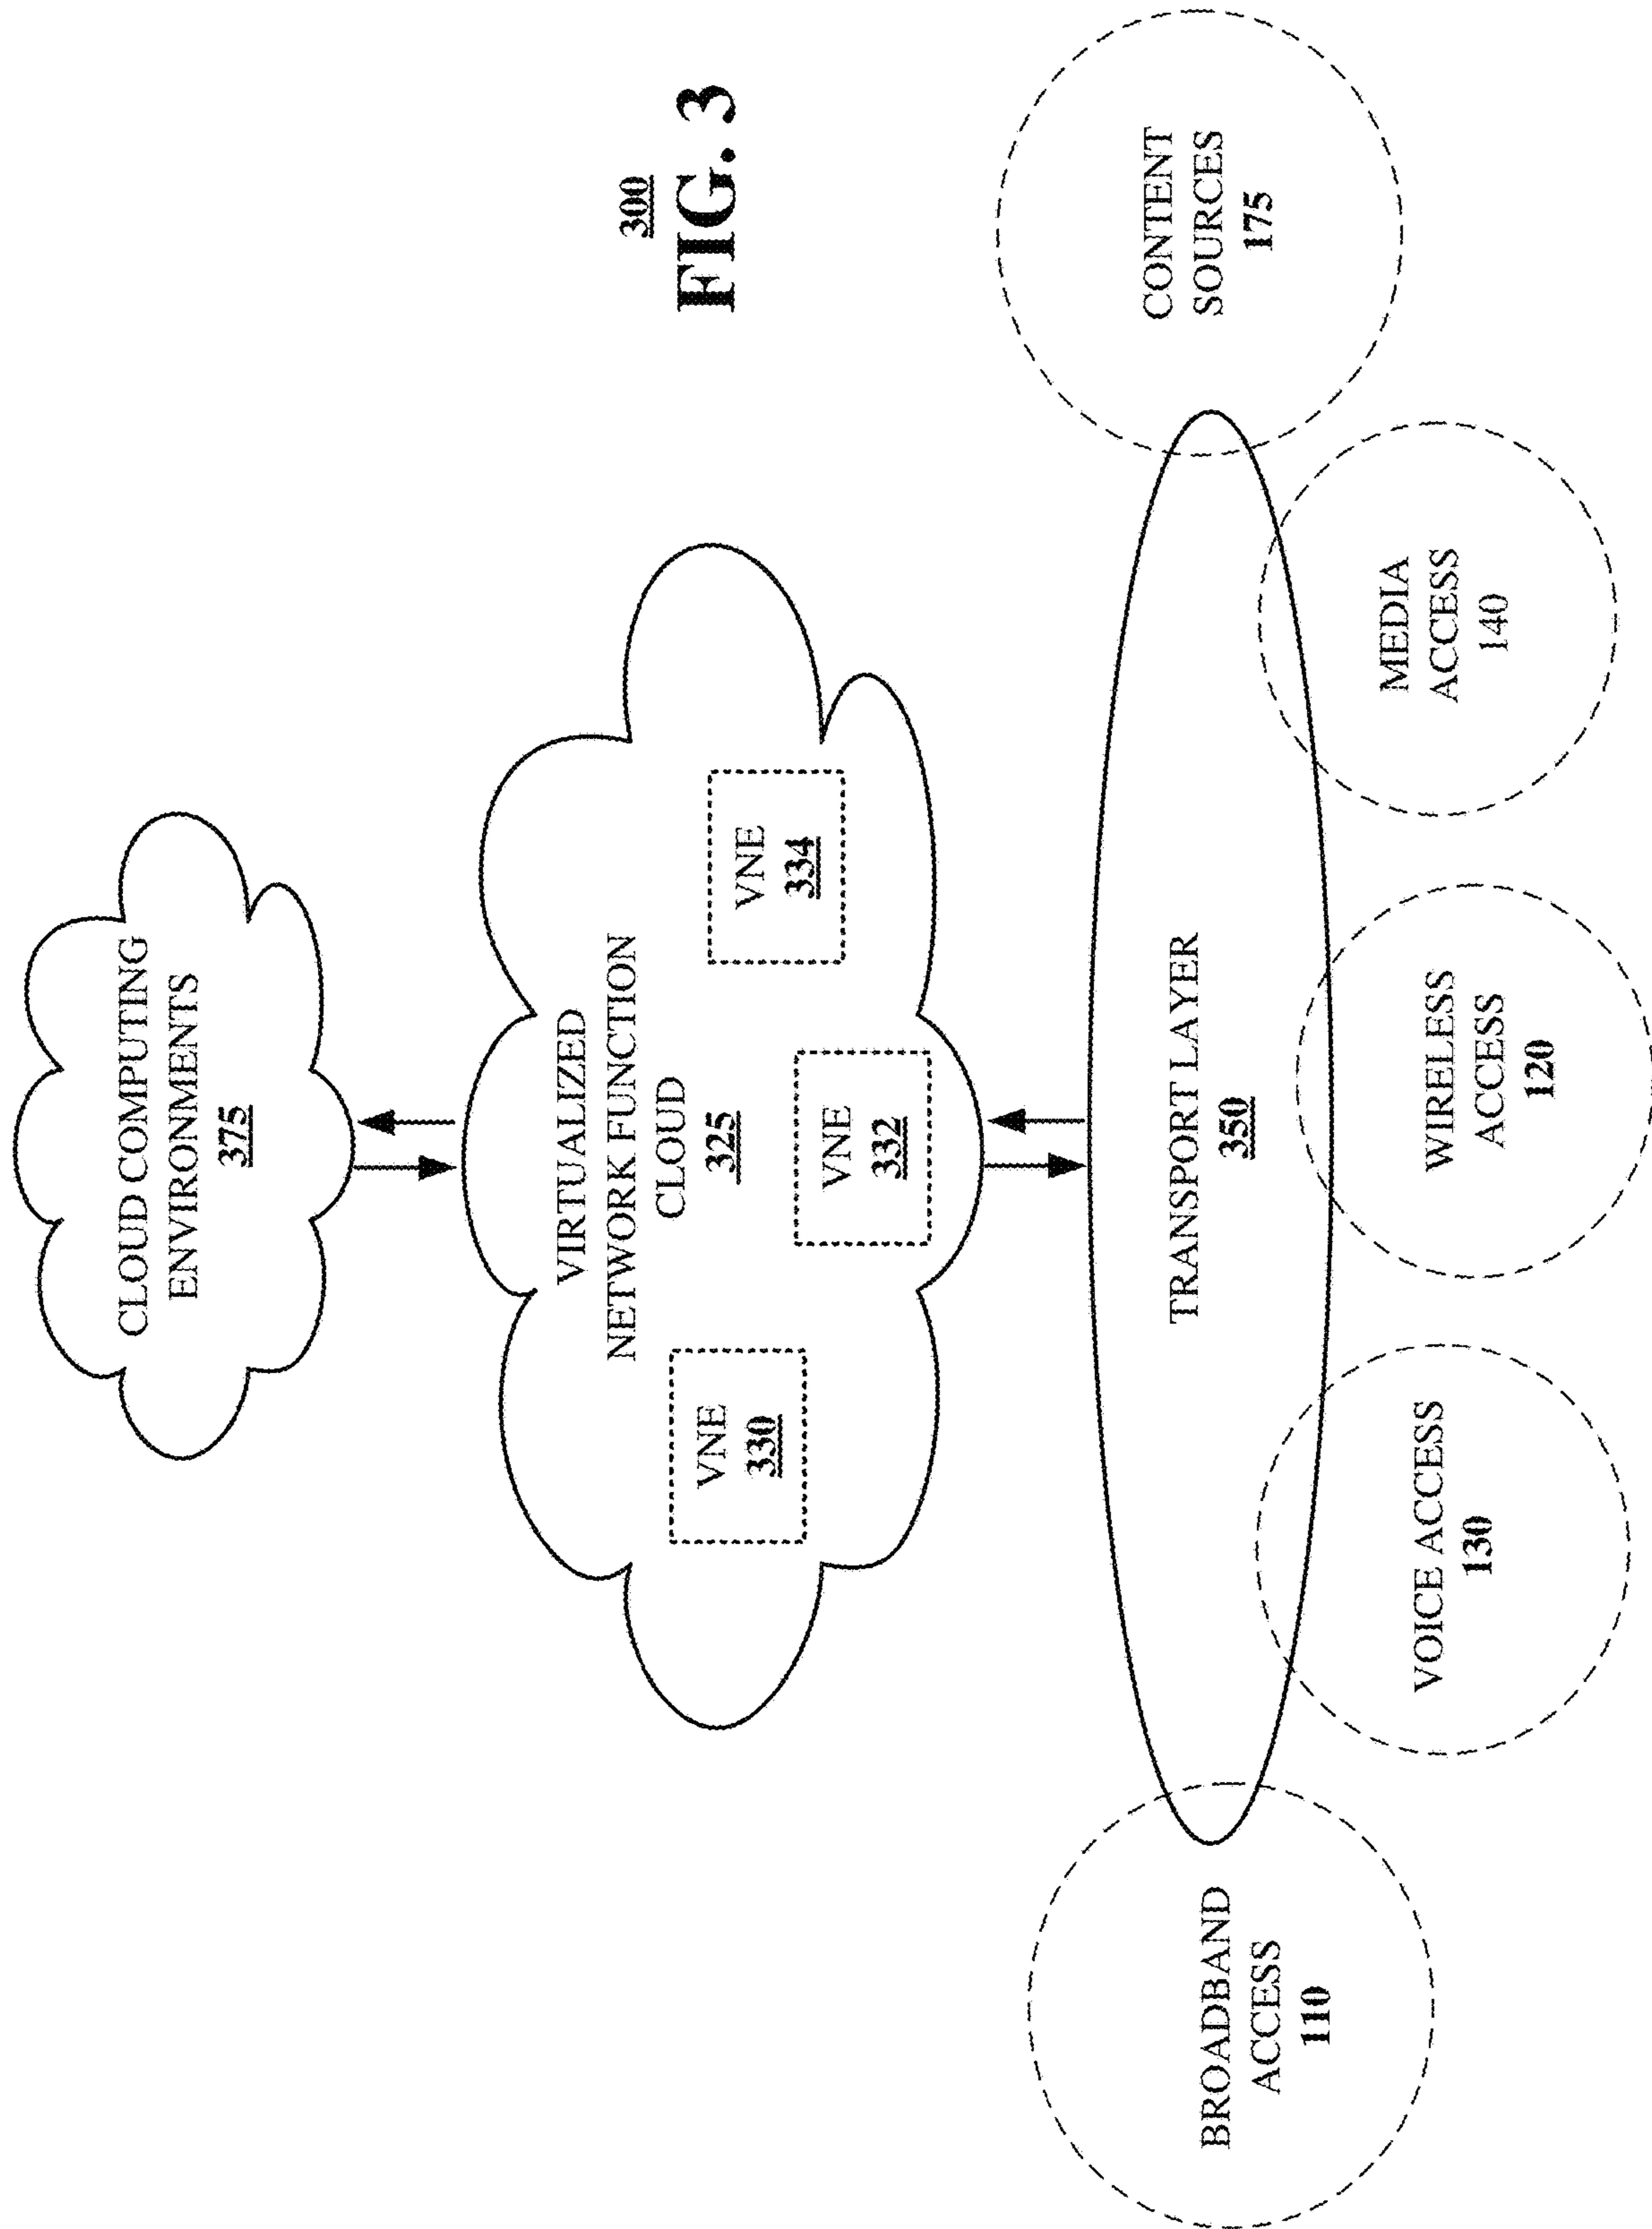 CLOUD COMPUTING
ENVIRONMENTS
375
VIRTUALIZED
NETWORK FUNCTION
CLOUD
325
VNE
330
VNE
332
VNE
334
300
FIG. 3
TRANSPORT LAYER
350
BROADBAND
ACCESS
110
VOICE ACCESS
130
WIRELESS
ACCESS
120
MEDIA
ACCESS
140
CONTENT
SOURCES
175